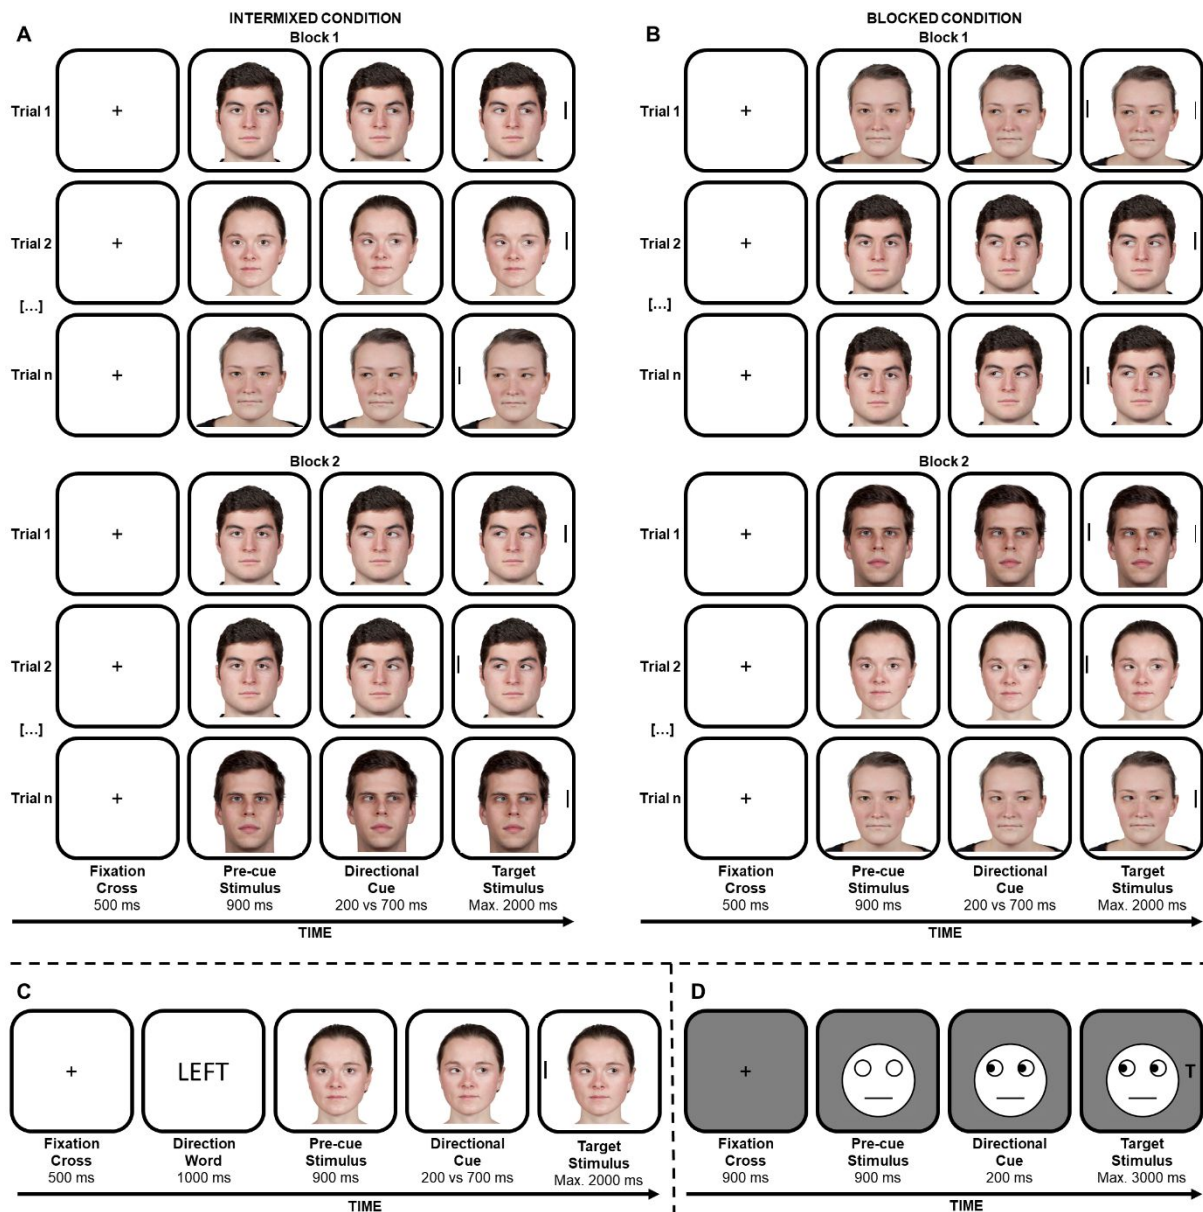 A
INTERMIXED CONDITION
Block 1
Trial 1
Trial 2
[...]
Trial n
Block 2
Trial 1
Trial 2
[...]
Trial n
Fixation Cross 500 ms
Pre-cue Stimulus 900 ms
Directional Cue 200 vs 700 ms
Target Stimulus Max. 2000 ms
TIME
B
BLOCKED CONDITION
Block 1
Trial 1
Trial 2
[...]
Trial n
Block 2
Trial 1
Trial 2
[...]
Trial n
Fixation Cross 500 ms
Pre-cue Stimulus 900 ms
Directional Cue 200 vs 700 ms
Target Stimulus Max. 2000 ms
TIME
C
LEFT
Fixation Cross 500 ms
Direction Word 1000 ms
Pre-cue Stimulus 900 ms
Directional Cue 200 vs 700 ms
Target Stimulus Max. 2000 ms
TIME
D
T
Fixation Cross 900 ms
Pre-cue Stimulus 900 ms
Directional Cue 200 ms
Target Stimulus Max. 3000 ms
TIME